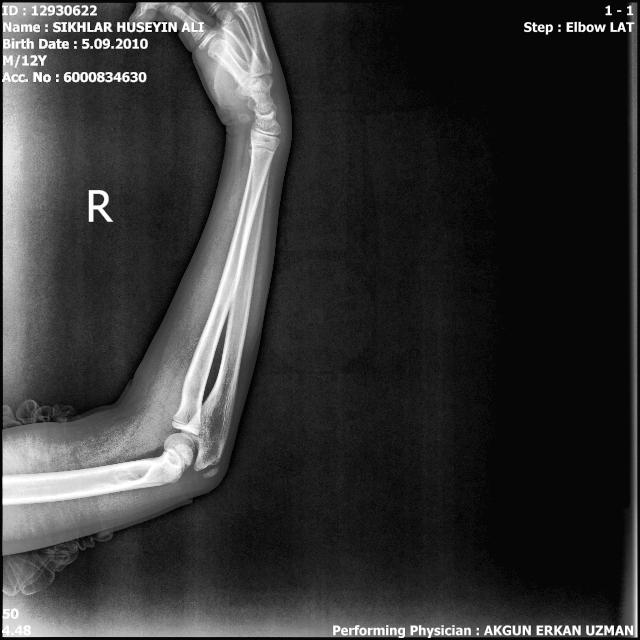 ID : 12930622
Name : SIKHLAR HUSEYIN ALI
Birth Date : 5.09.2010
M/12Y
Acc. No : 6000834630
1 - 1
Step : Elbow LAT
R
50
4.48
Performing Physician : AKGUN ERKAN UZMAN